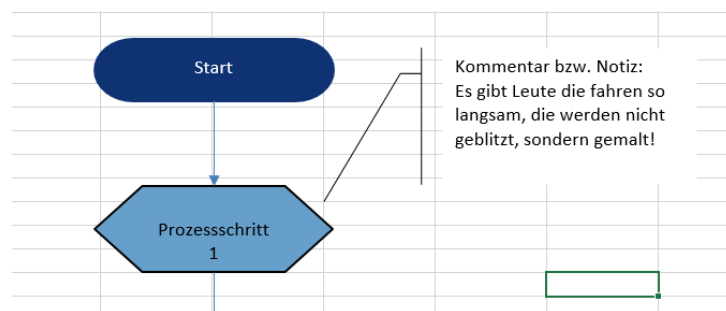 Start
Kommentar bzw. Notiz:
Es gibt Leute die fahren so
langsam, die werden nicht
geblitzt, sondern gemalt!
Prozessschritt
1